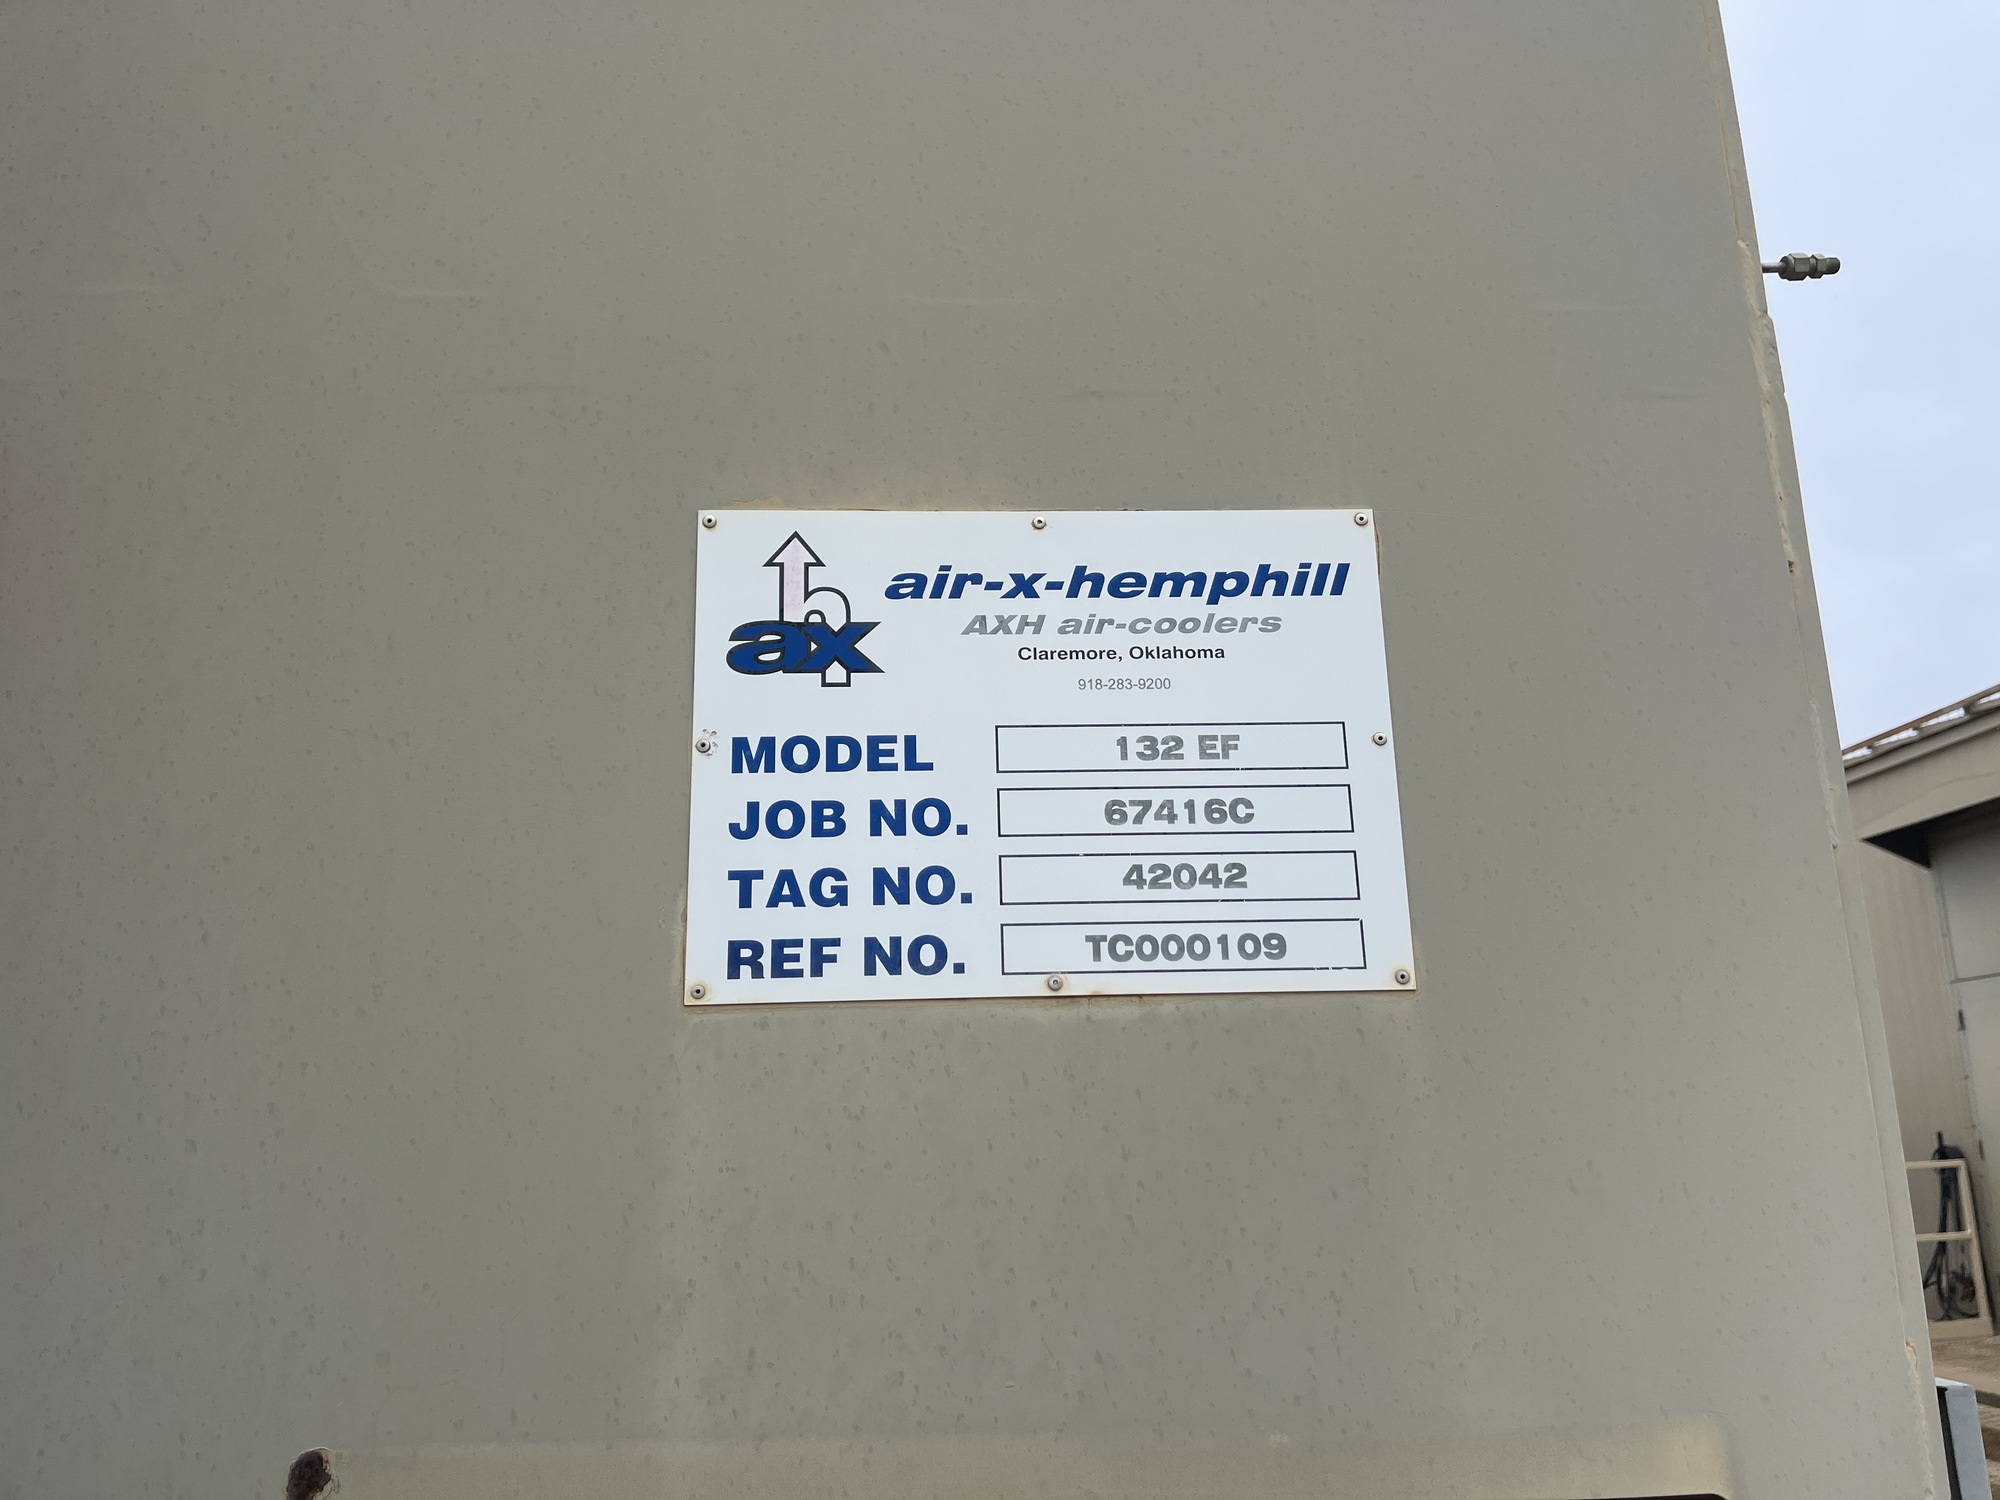 h
ax
air-x-hemphill
AXH air-coolers
Claremore, Oklahoma
918-283-9200
MODEL 132 EF
JOB NO. 67416C
TAG NO. 42042
REF NO. TC000109